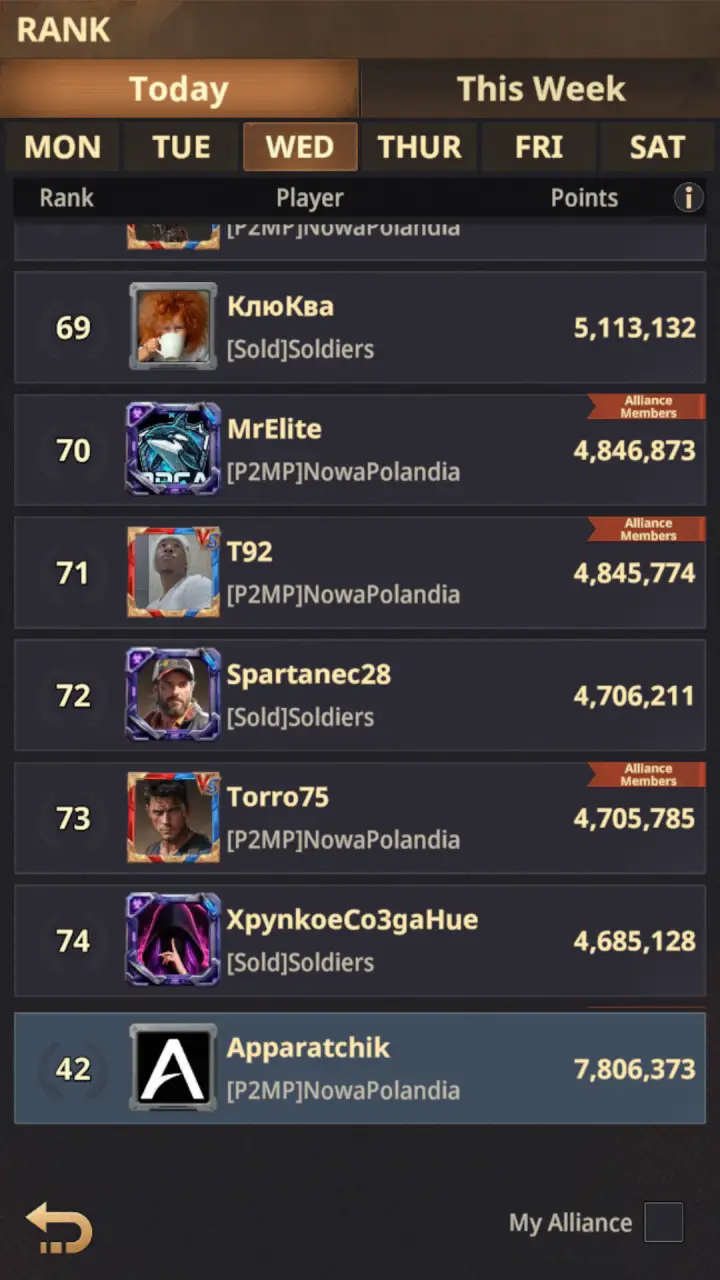 RANK
Today
This Week
MON
TUE
WED
THUR
FRI
SAT
Rank
Player
Points
[P2MP]NowaPolandia
69
КлюКва
[Sold]Soldiers
5,113,132
70
MrElite
[P2MP]NowaPolandia
Alliance
Members
4,846,873
71
VS
T92
[P2MP]NowaPolandia
Alliance
Members
4,845,774
72
Spartanec28
[Sold]Soldiers
4,706,211
73
VS
Torro75
[P2MP]NowaPolandia
Alliance
Members
4,705,785
74
XpynkoeCo3gaHue
[Sold]Soldiers
4,685,128
42
Apparatchik
[P2MP]NowaPolandia
7,806,373
My Alliance